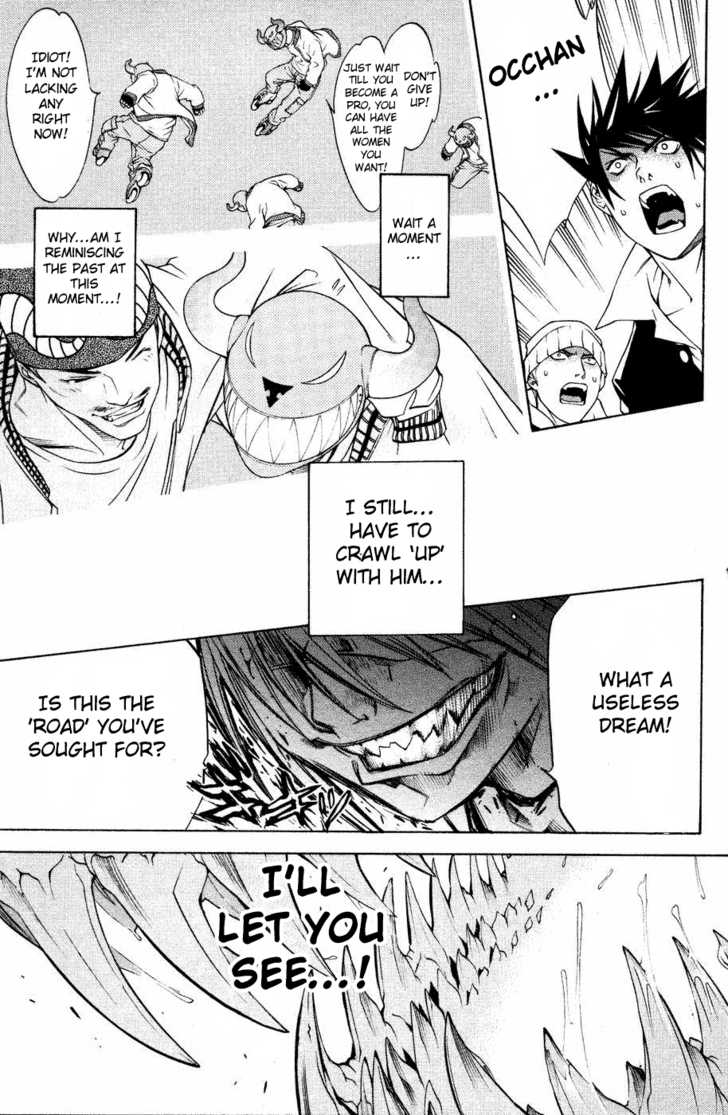 OCCHAN
...
DON'T
GIVE
UP!
JUST WAIT
TILL YOU
BECOME A
PRO, YOU
CAN HAVE
ALL THE
WOMEN
YOU
WANT!
IDIOT!
I'M NOT
LACKING
ANY
RIGHT
NOW!
WAIT A
MOMENT
...
WHY...AM I
REMINISCING
THE PAST AT
THIS
MOMENT...!
I STILL...
HAVE TO
CRAWL 'UP'
WITH HIM...
WHAT A
USELESS
DREAM!
IS THIS THE
'ROAD' YOU'VE
SOUGHT FOR?
I'LL
LET YOU
SEE...!